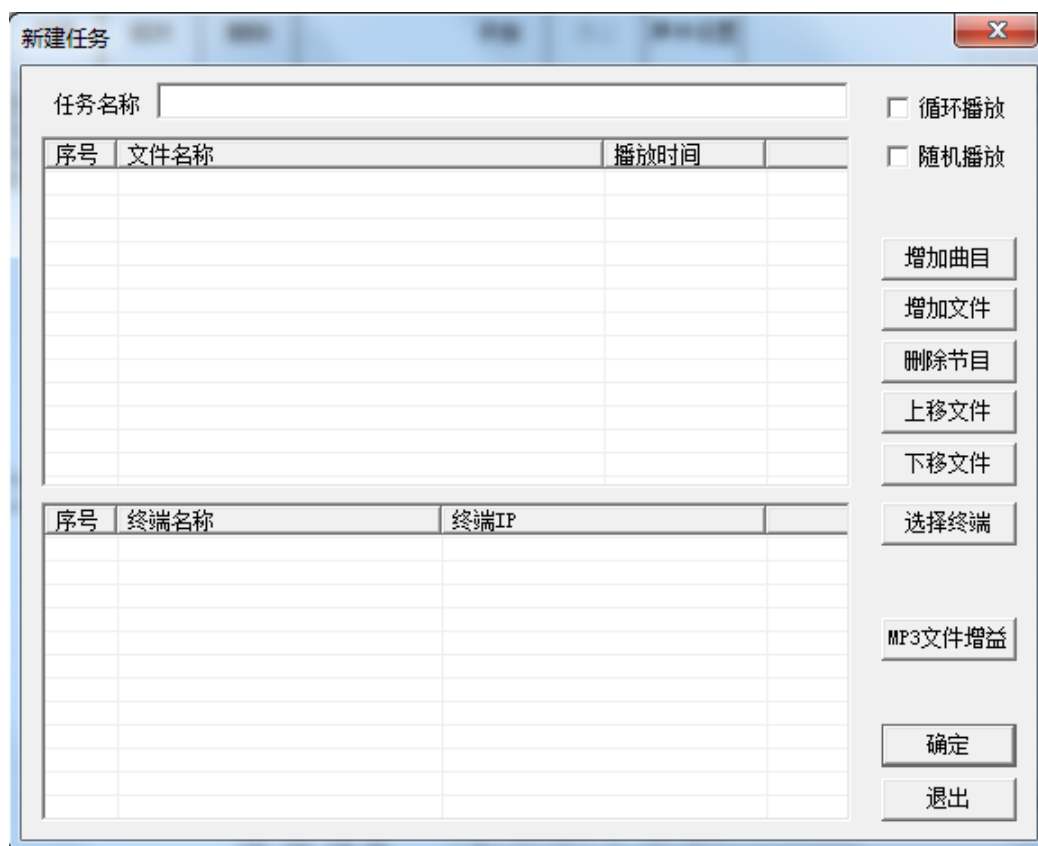 新建任务
任务名称
循环播放
序号 文件名称 播放时间
随机播放
增加曲目
增加文件
删除节目
上移文件
下移文件
序号 终端名称 终端IP
选择终端
MP3文件增益
确定
退出